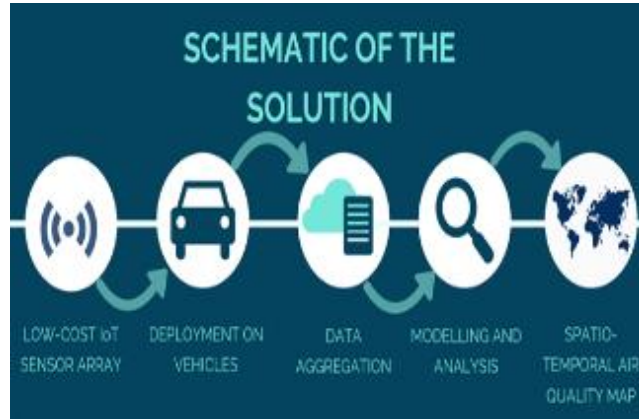 SCHEMATIC OF THE
SOLUTION
LOW-COST IoT
SENSOR ARRAY
DEPLOYMENT ON
VEHICLES
DATA
AGGREGATION
MODELLING AND
ANALYSIS
SPATIO-
TEMPORAL AIR
QUALITY MAP